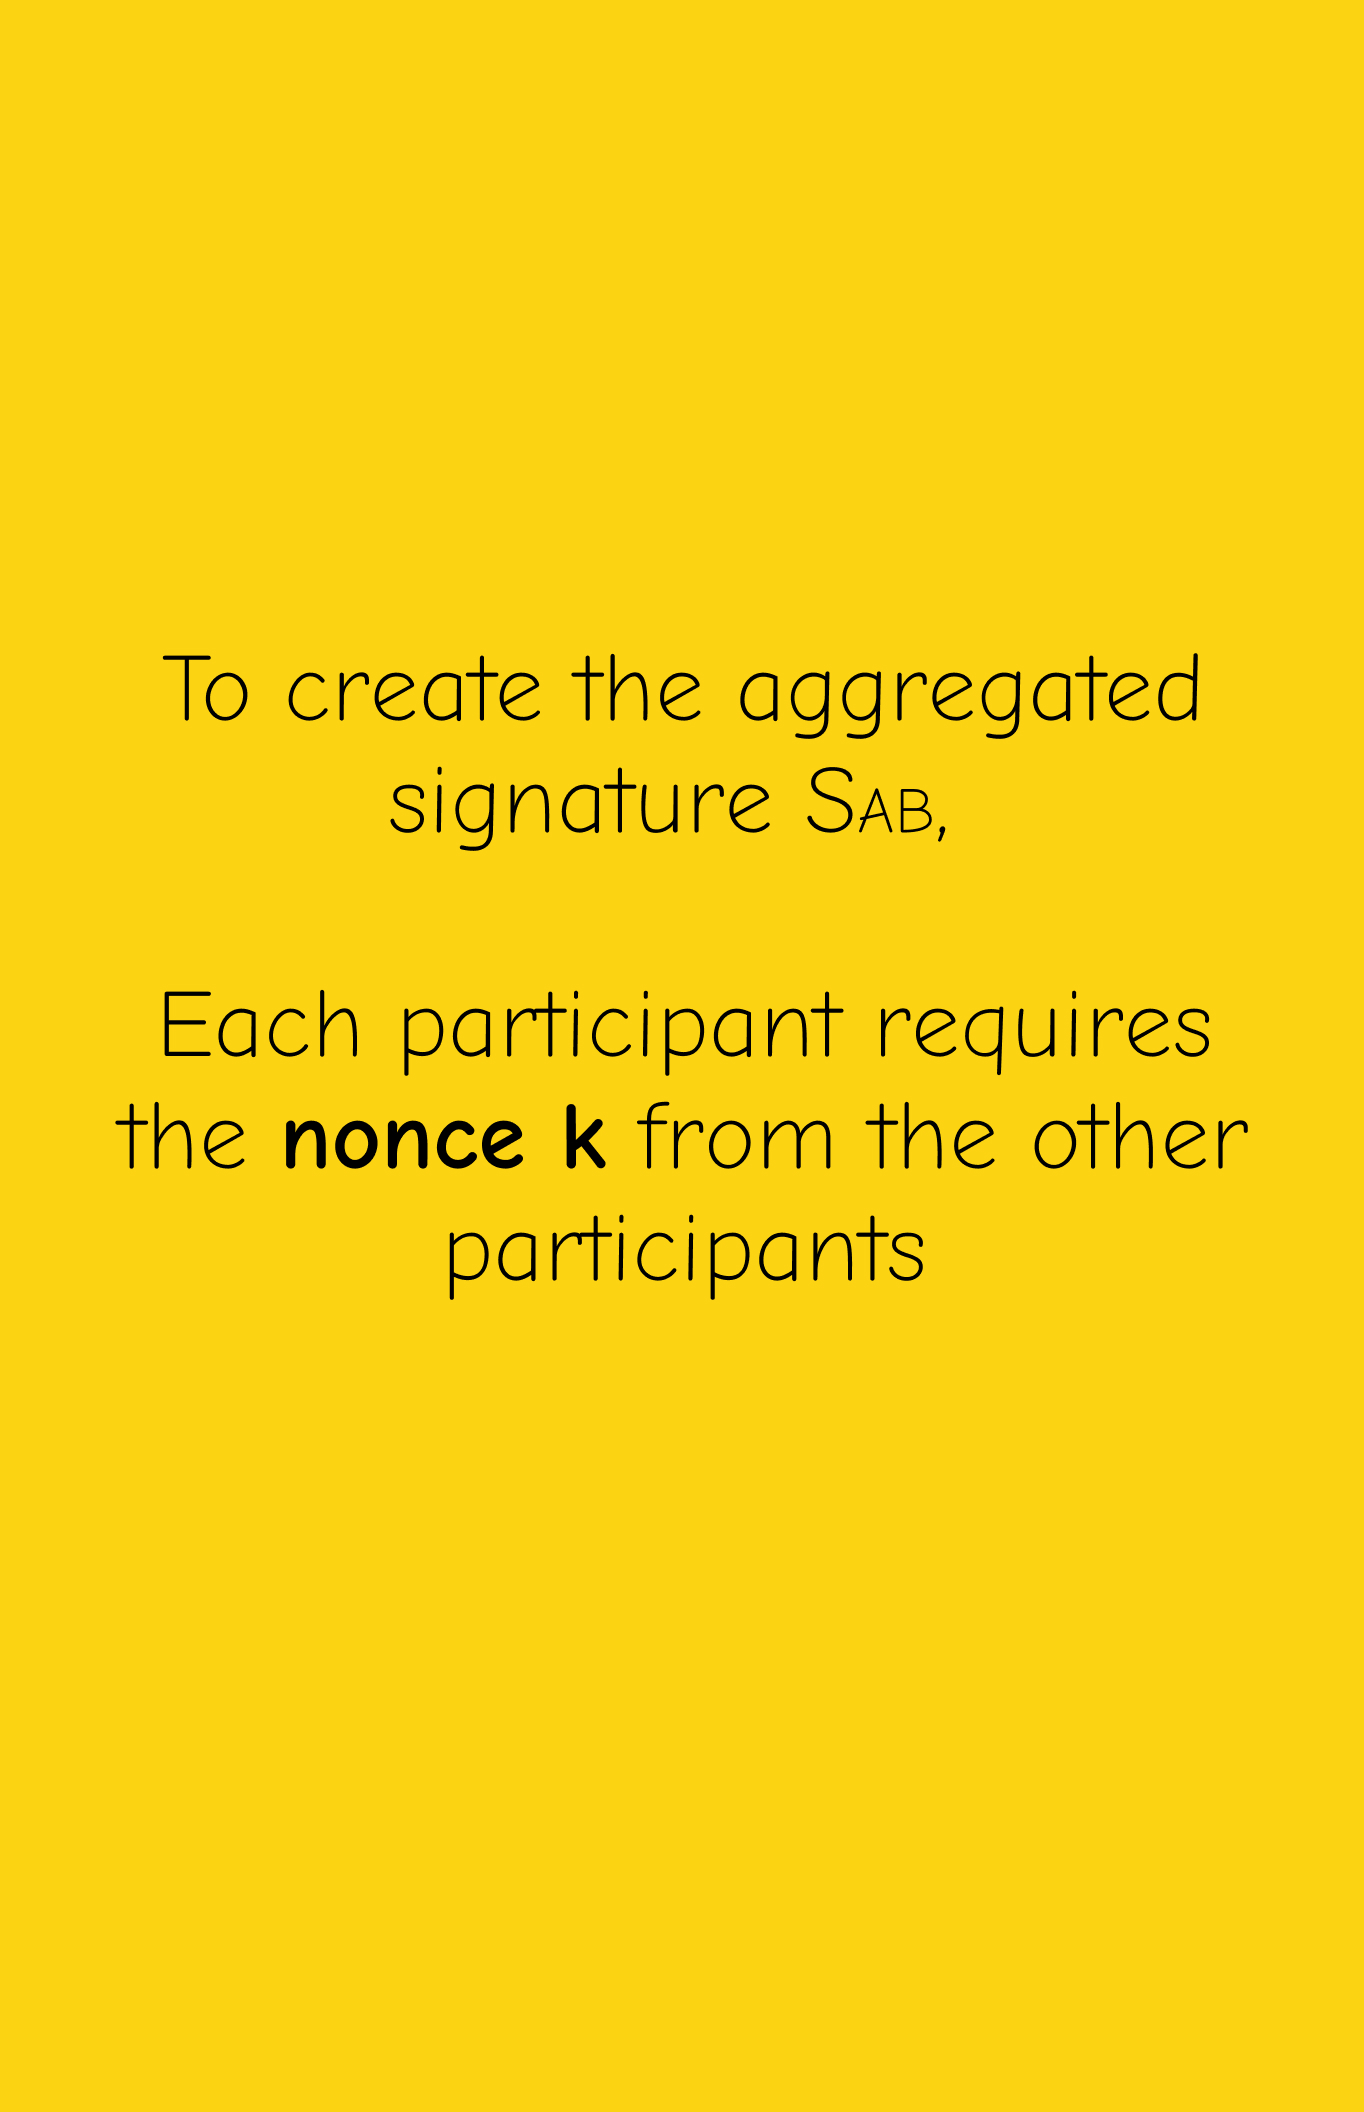 To create the aggregated
signature SAB,
Each participant requires
the nonce k from the other
participants